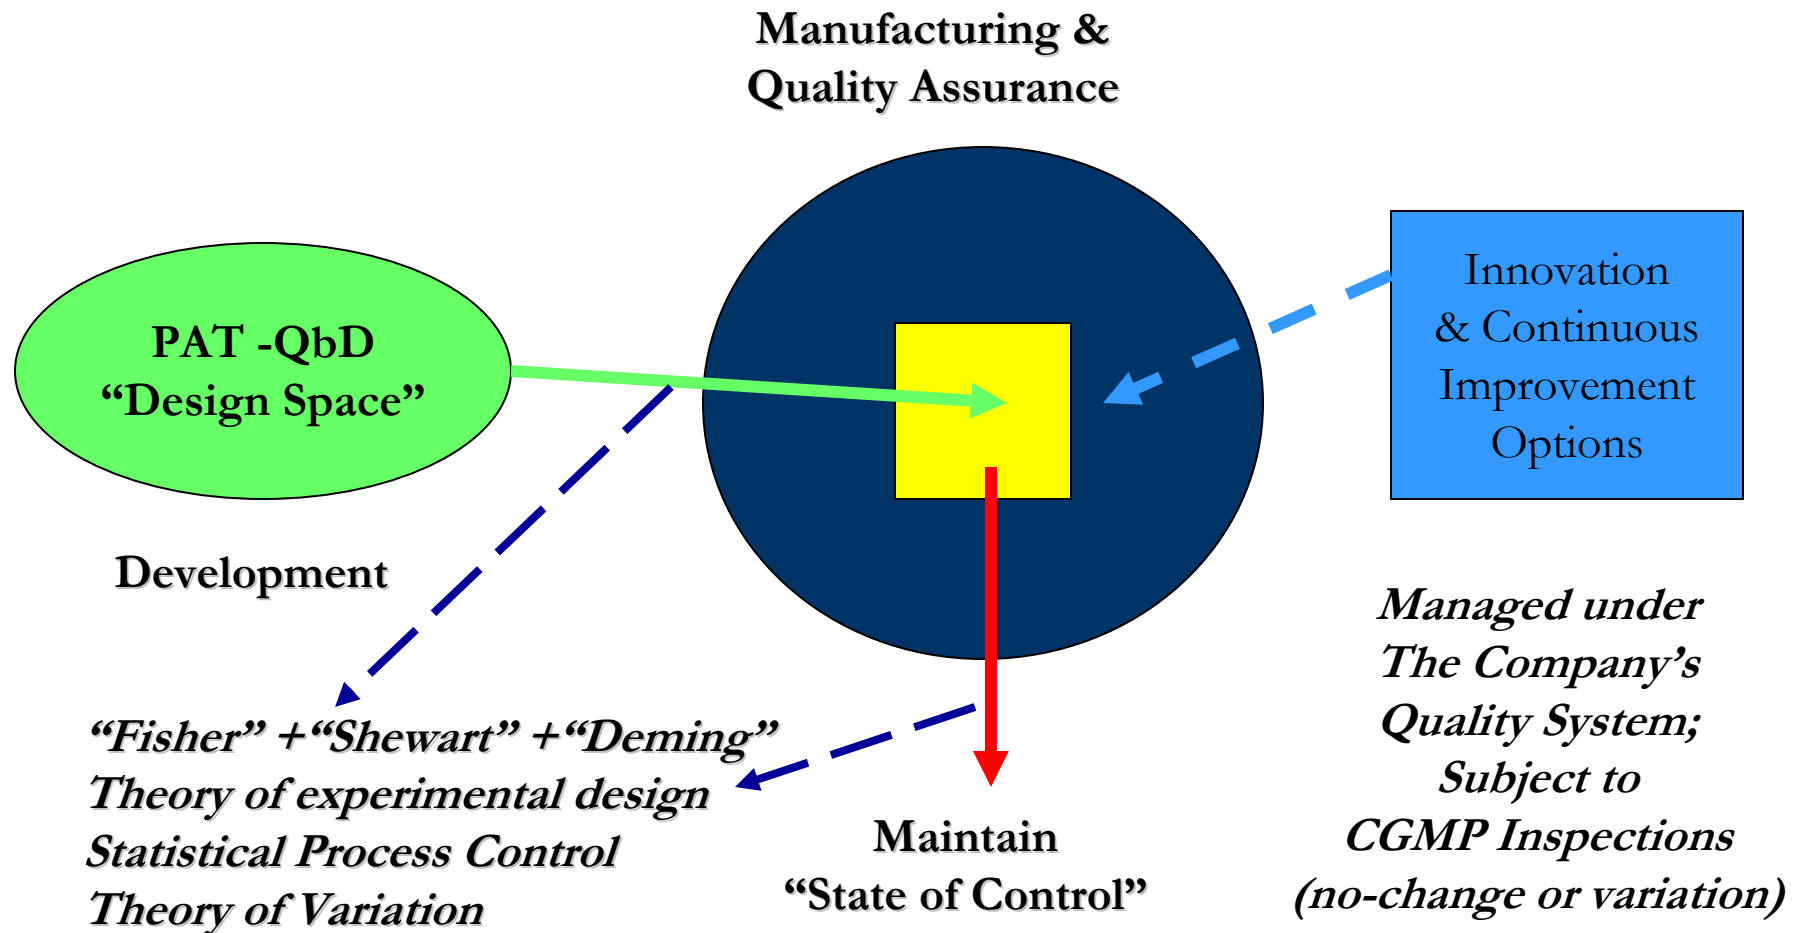 Manufacturing &
Quality Assurance
PAT -QbD
“Design Space”
Innovation
& Continuous
Improvement
Options
Development
“Fisher” +“Shewart” +“Deming”
Theory of experimental design
Statistical Process Control
Theory of Variation
Maintain
“State of Control”
Managed under
The Company’s
Quality System;
Subject to
CGMP Inspections
(no-change or variation)